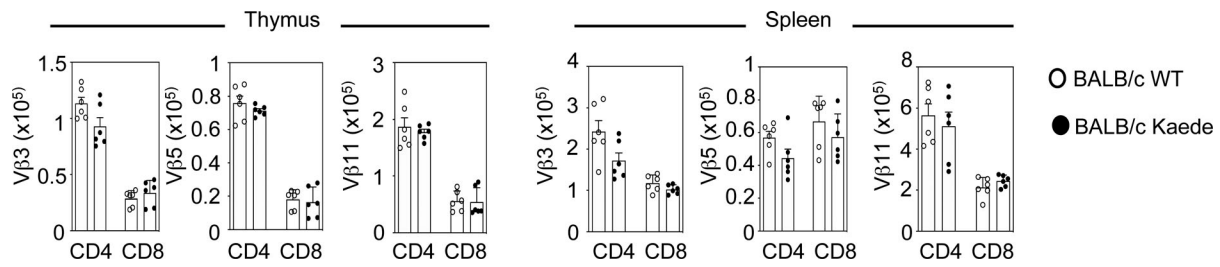 Thymus
Spleen
Vβ3 (x10⁵)
1.5
1
0.5
0
CD4 CD8
Vβ5 (x10⁵)
1
0.8
0.6
0.4
0.2
0
CD4 CD8
Vβ11 (x10⁵)
3
2
1
0
CD4 CD8
Vβ3 (x10⁵)
4
3
2
1
0
CD4 CD8
Vβ5 (x10⁵)
1
0.8
0.6
0.4
0.2
0
CD4 CD8
Vβ11 (x10⁵)
8
6
4
2
0
CD4 CD8
BALB/c WT
BALB/c Kaede